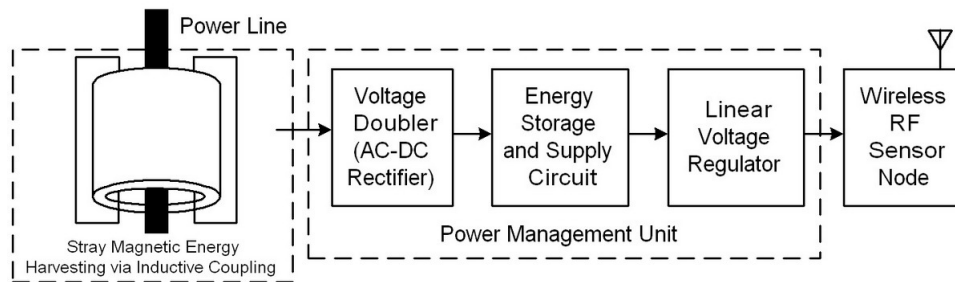 Power Line
Stray Magnetic Energy
Harvesting via Inductive Coupling
Voltage
Doubler
(AC-DC
Rectifier)
Energy
Storage
and Supply
Circuit
Linear
Voltage
Regulator
Power Management Unit
Wireless
RF
Sensor
Node